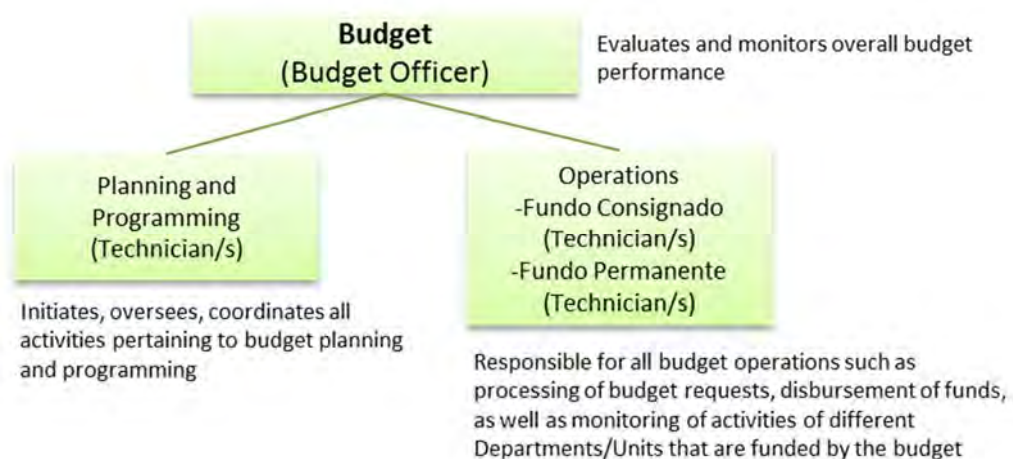 Budget
(Budget Officer)
Evaluates and monitors overall budget
performance
Planning and
Programming
(Technician/s)
Initiates, oversees, coordinates all
activities pertaining to budget planning
and programming
Operations
-Fundo Consignado
(Technician/s)
-Fundo Permanente
(Technician/s)
Responsible for all budget operations such as
processing of budget requests, disbursement of funds,
as well as monitoring of activities of different
Departments/Units that are funded by the budget